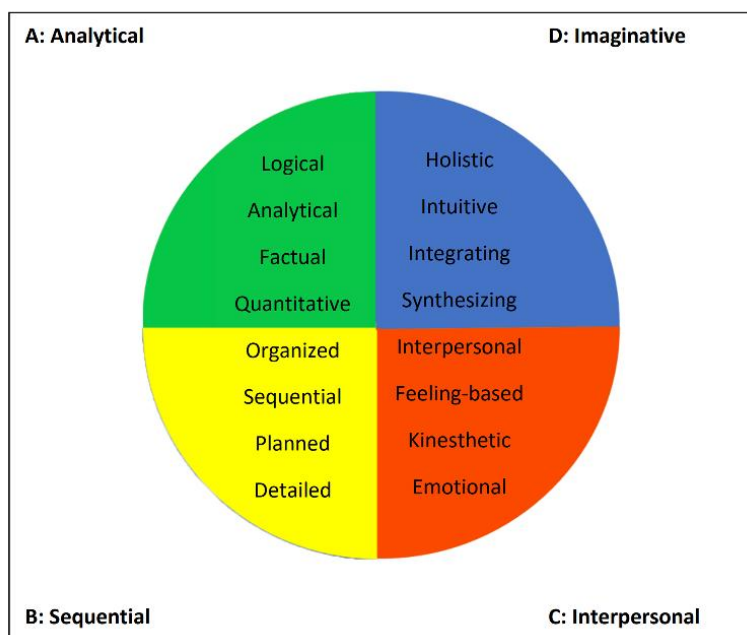 A: Analytical
D: Imaginative
Logical
Analytical
Factual
Quantitative
Holistic
Intuitive
Integrating
Synthesizing
Organized
Sequential
Planned
Detailed
Interpersonal
Feeling-based
Kinesthetic
Emotional
B: Sequential
C: Interpersonal